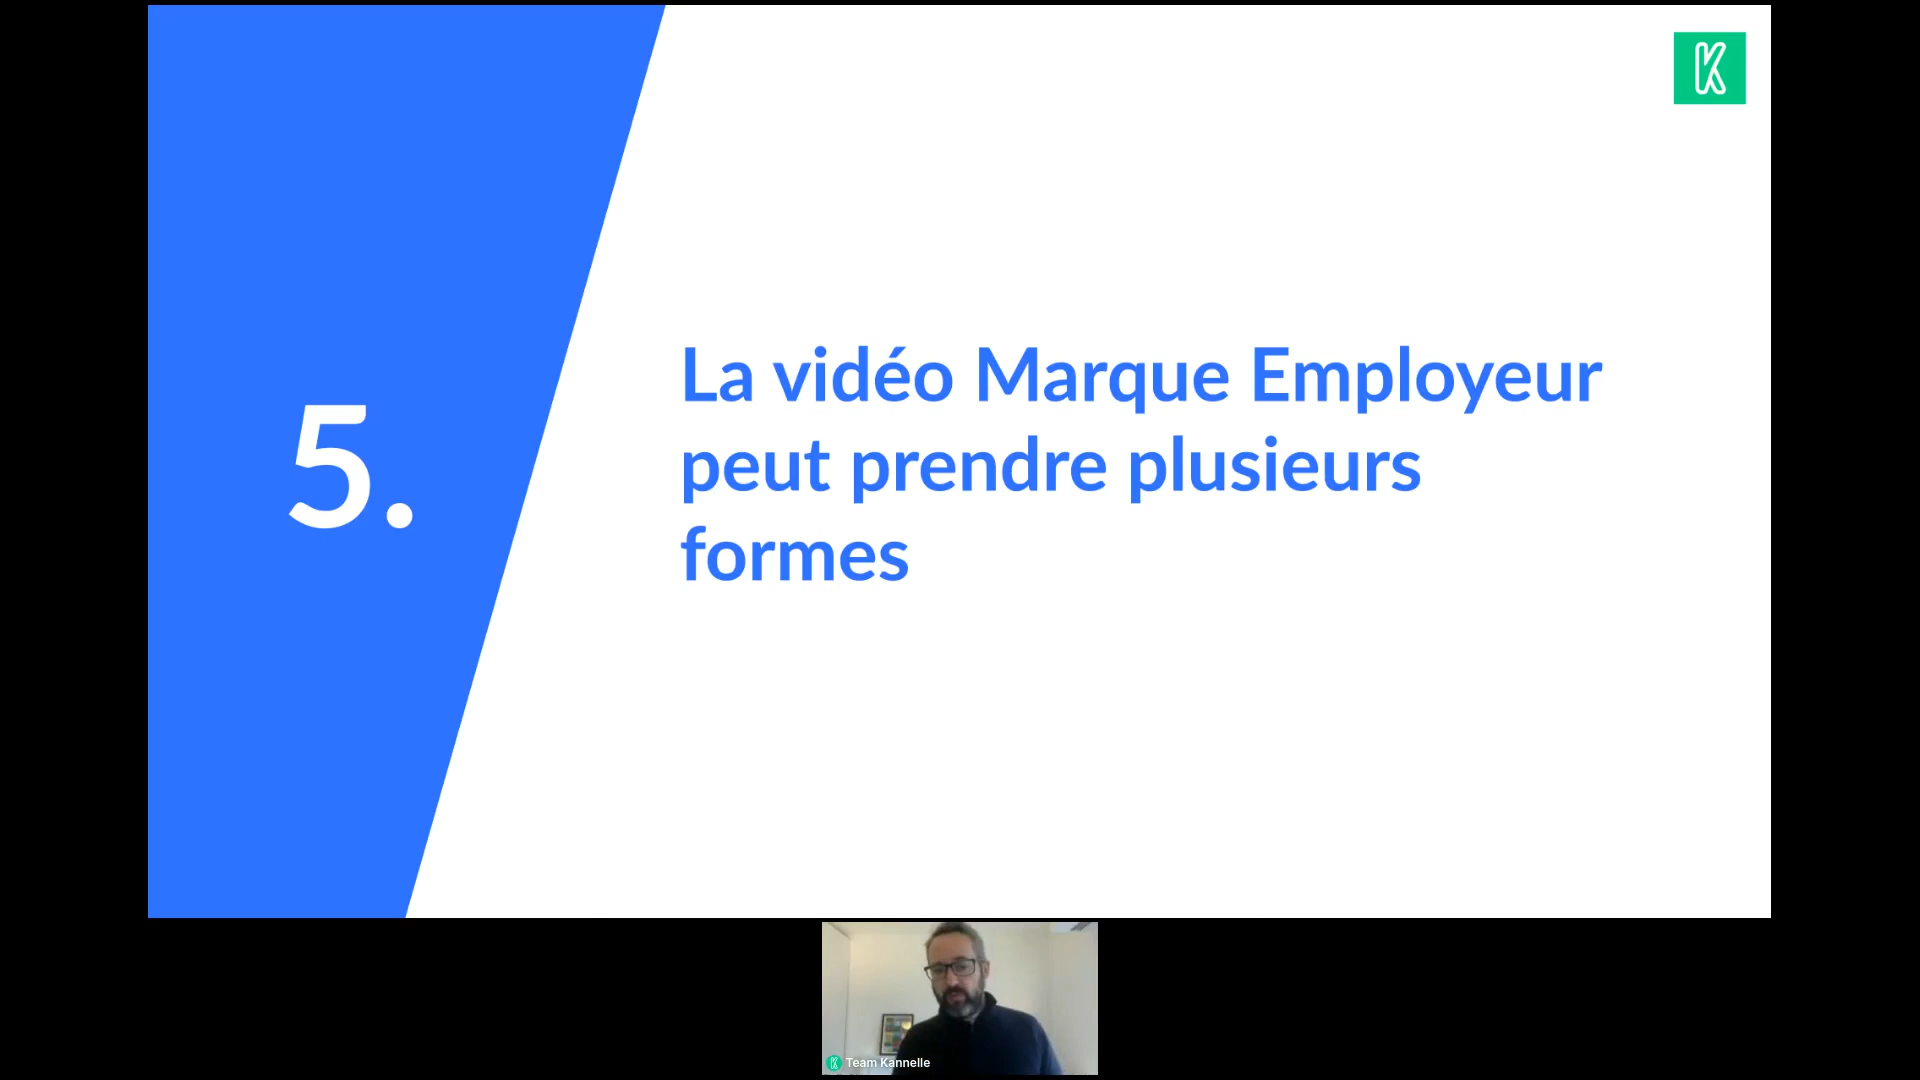 K
5.
La vidéo Marque Employeur
peut prendre plusieurs
formes
K Team Kannelle